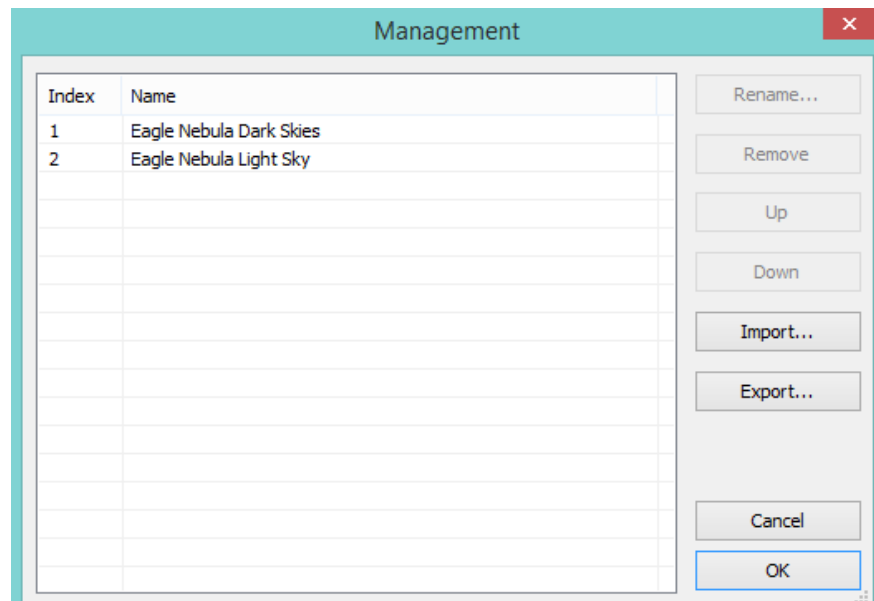 Management
Index Name
1 Eagle Nebula Dark Skies
2 Eagle Nebula Light Sky
Rename...
Remove
Up
Down
Import...
Export...
Cancel
OK